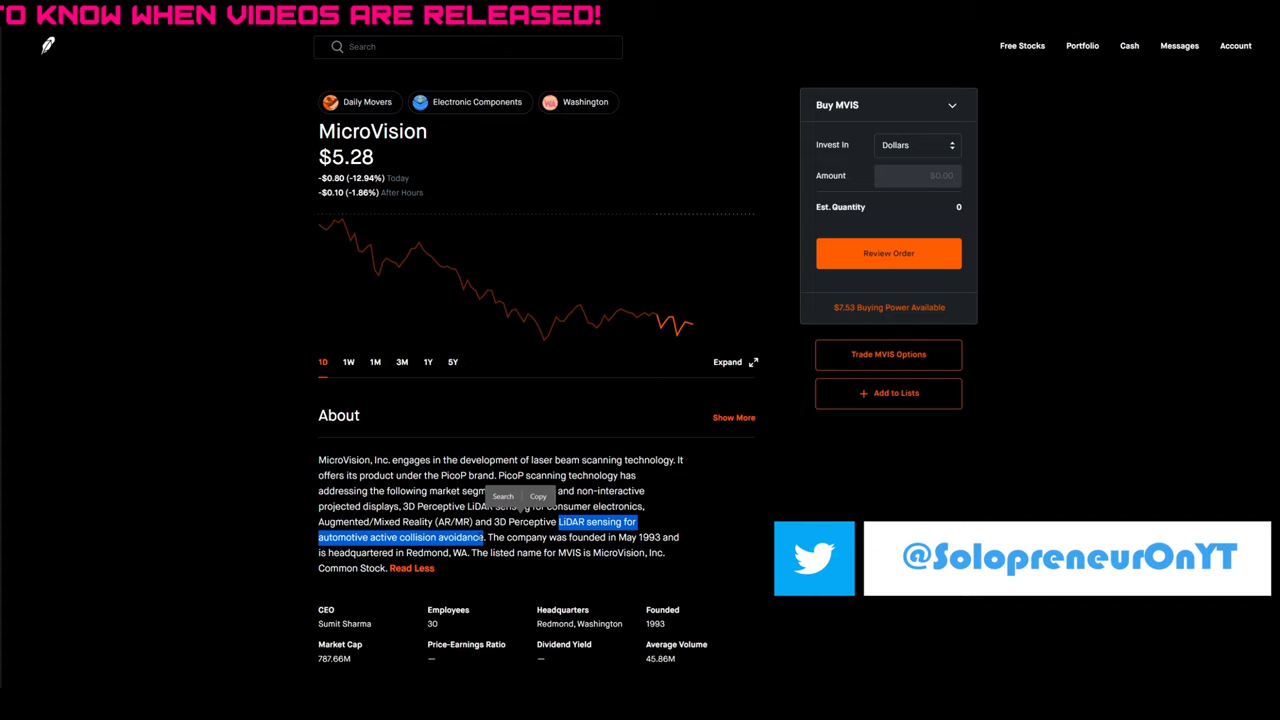 TO KNOW WHEN VIDEOS ARE RELEASED!
Search
Free Stocks Portfolio Cash Messages Account
Daily Movers Electronic Components WA Washington
MicroVision
$5.28
-$0.80 (-12.94%) Today
-$0.10 (-1.86%) After Hours
1D 1W 1M 3M 1Y 5Y Expand
Buy MVIS
Invest In Dollars
Amount $0.00
Est. Quantity 0
Review Order
$7.53 Buying Power Available
Trade MVIS Options
+ Add to Lists
About Show More
MicroVision, Inc. engages in the development of laser beam scanning technology. It
offers its product under the PicoP brand. PicoP scanning technology has
addressing the following market segm and non-interactive
Search Copy
projected displays, 3D Perceptive LiDAR sensing for consumer electronics,
Augmented/Mixed Reality (AR/MR) and 3D Perceptive LiDAR sensing for
automotive active collision avoidance. The company was founded in May 1993 and
is headquartered in Redmond, WA. The listed name for MVIS is MicroVision, Inc.
Common Stock. Read Less
@SolopreneurOnYT
CEO Employees Headquarters Founded
Sumit Sharma 30 Redmond, Washington 1993
Market Cap Price-Earnings Ratio Dividend Yield Average Volume
787.66M — — 45.86M